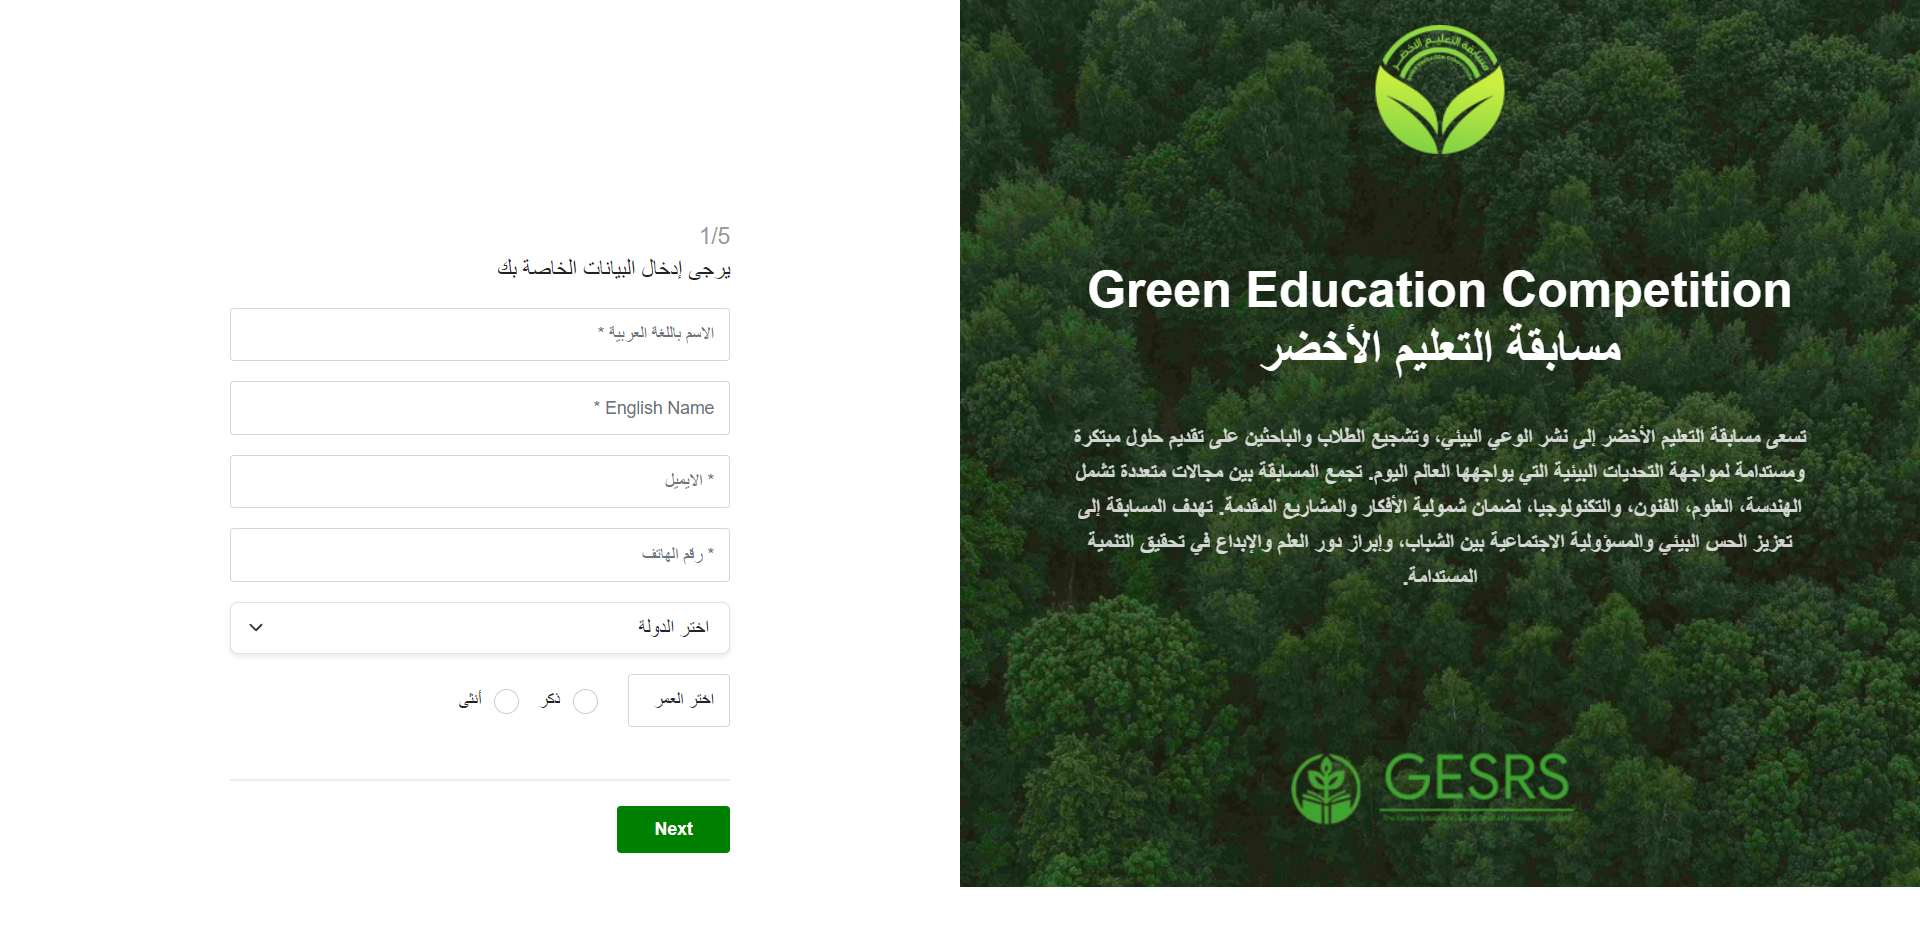 1/5
يرجى إدخال البيانات الخاصة بك
الاسم باللغة العربية *
* English Name
* الايميل
* رقم الهاتف
اختر الدولة
اختر العمر
ذكر
أنثى
Next
مسابقة التعليم الاخضر
Green Education Competition
مسابقة التعليم الأخضر
تسعى مسابقة التعليم الأخضر إلى نشر الوعي البيئي، وتشجيع الطلاب والباحثين على تقديم حلول مبتكرة
ومستدامة لمواجهة التحديات البيئية التي يواجهها العالم اليوم. تجمع المسابقة بين مجالات متعددة تشمل
الهندسة، العلوم، الفنون، والتكنولوجيا، لضمان شمولية الأفكار والمشاريع المقدمة. تهدف المسابقة إلى
تعزيز الحس البيئي والمسؤولية الاجتماعية بين الشباب، وإبراز دور العلم والإبداع في تحقيق التنمية
المستدامة.
GESRS